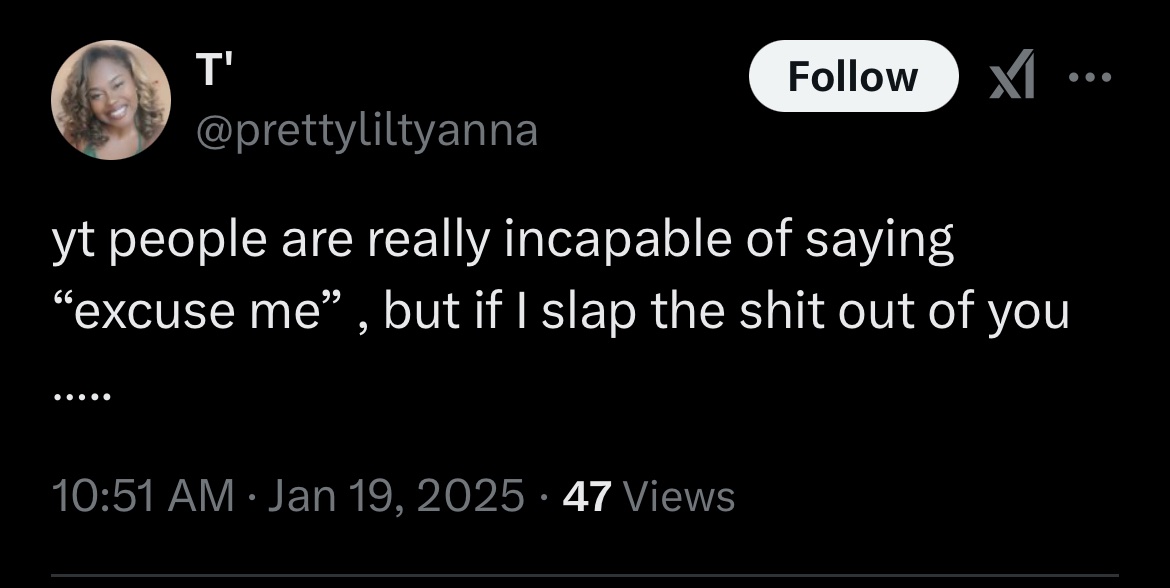 T'
Follow
@prettyliltyanna
yt people are really incapable of saying
“excuse me” , but if I slap the shit out of you
.....
10:51 AM · Jan 19, 2025 · 47 Views